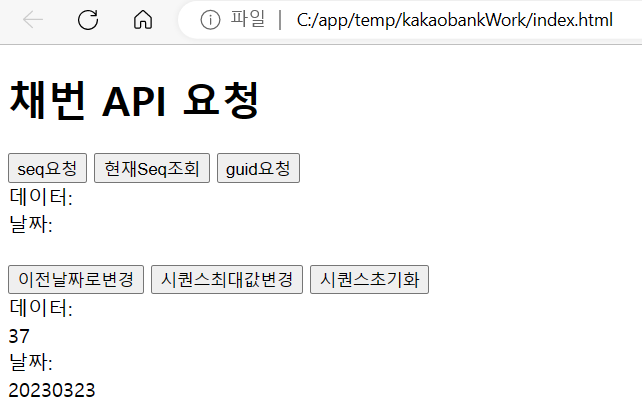 파일 | C:/app/temp/kakaobankWork/index.html
채번 API 요청
seq요청 현재Seq조회 guid요청
데이터:
날짜:
이전날짜로변경 시퀀스최대값변경 시퀀스초기화
데이터:
37
날짜:
20230323